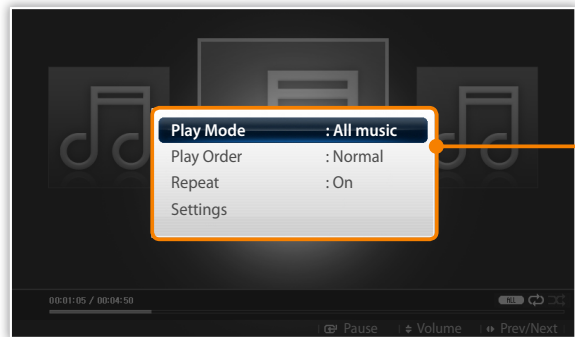 Play Mode : All music
Play Order : Normal
Repeat : On
Settings
00:01:05 / 00:04:50 ALL
Pause Volume Prev/Next